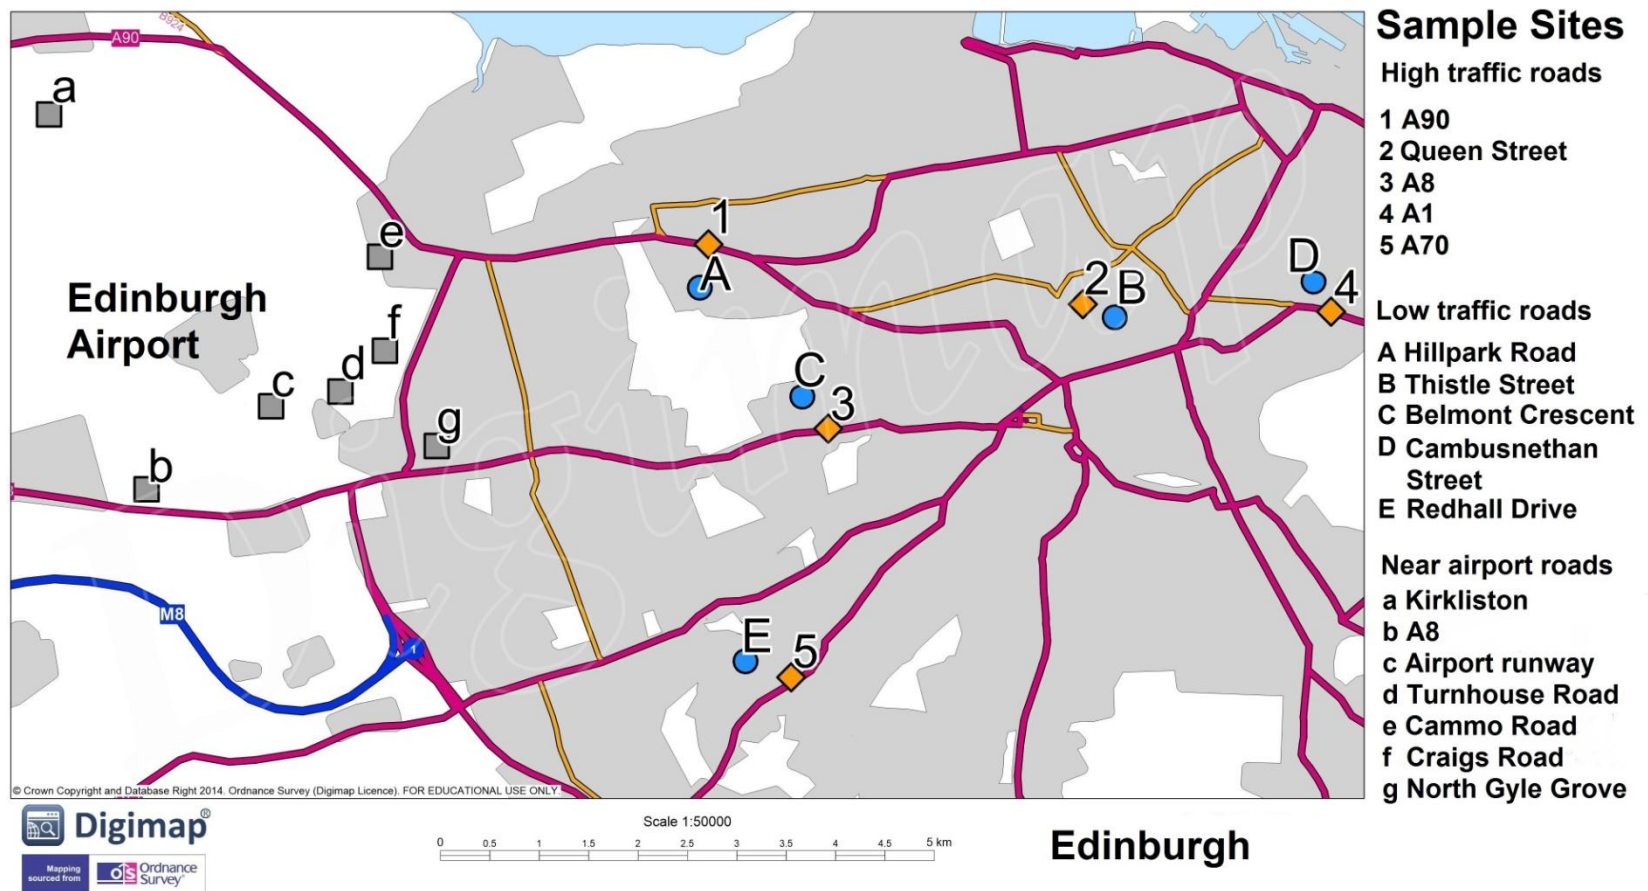 B924
A90
a
1
e
A
D
2
B
4
Edinburgh
Airport
f
d
c
C
3
g
b
M8
1
E
5
Digimap
© Crown Copyright and Database Right 2014. Ordnance Survey (Digimap Licence). FOR EDUCATIONAL USE ONLY.
Sample Sites
High traffic roads
1 A90
2 Queen Street
3 A8
4 A1
5 A70
Low traffic roads
A Hillpark Road
B Thistle Street
C Belmont Crescent
D Cambusnethan
Street
E Redhall Drive
Near airport roads
a Kirkliston
b A8
c Airport runway
d Turnhouse Road
e Cammo Road
f Craigs Road
g North Gyle Grove
Digimap®
Mapping
sourced from
OS Ordnance
Survey®
Scale 1:50000
0 0.5 1 1.5 2 2.5 3 3.5 4 4.5 5 km
Edinburgh